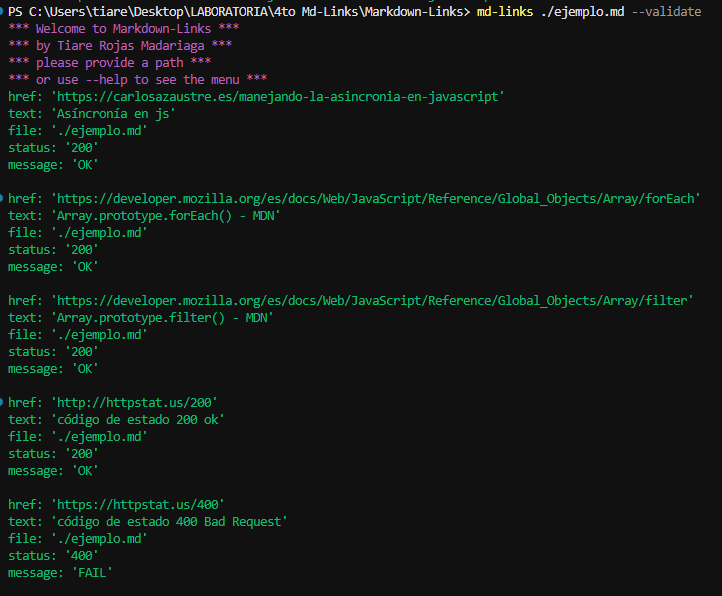 PS C:\Users\tiare\Desktop\LABORATORIA\4to Md-Links\Markdown-Links> md-links ./ejemplo.md --validate
*** Welcome to Markdown-Links ***
*** by Tiare Rojas Madariaga ***
*** please provide a path ***
*** or use --help to see the menu ***
href: 'https://carlosazaustre.es/manejando-la-asincronia-en-javascript'
text: 'Asíncronía en js'
file: './ejemplo.md'
status: '200'
message: 'OK'
href: 'https://developer.mozilla.org/es/docs/Web/JavaScript/Reference/Global_Objects/Array/forEach'
text: 'Array.prototype.forEach() - MDN'
file: './ejemplo.md'
status: '200'
message: 'OK'
href: 'https://developer.mozilla.org/es/docs/Web/JavaScript/Reference/Global_Objects/Array/filter'
text: 'Array.prototype.filter() - MDN'
file: './ejemplo.md'
status: '200'
message: 'OK'
href: 'http://httpstat.us/200'
text: 'código de estado 200 ok'
file: './ejemplo.md'
status: '200'
message: 'OK'
href: 'https://httpstat.us/400'
text: 'código de estado 400 Bad Request'
file: './ejemplo.md'
status: '400'
message: 'FAIL'